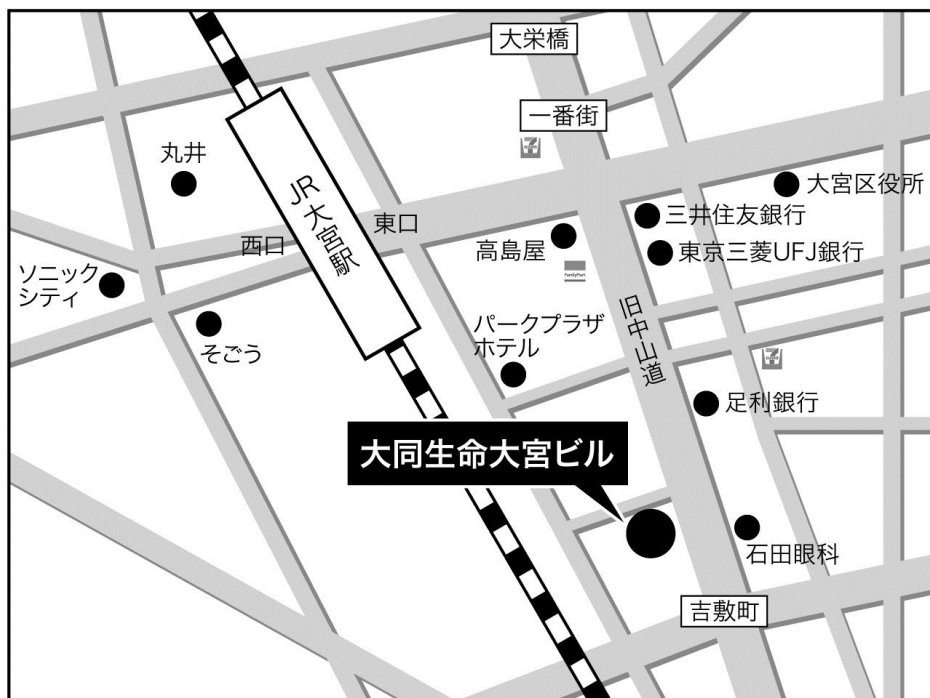 大栄橋
一番街
丸井
大宮区役所
JR大宮駅
東口
西口
三井住友銀行
高島屋
東京三菱UFJ銀行
FamilyMart
ソニック
シティ
そごう
パークプラザ
ホテル
旧中山道
足利銀行
大同生命大宮ビル
石田眼科
吉敷町